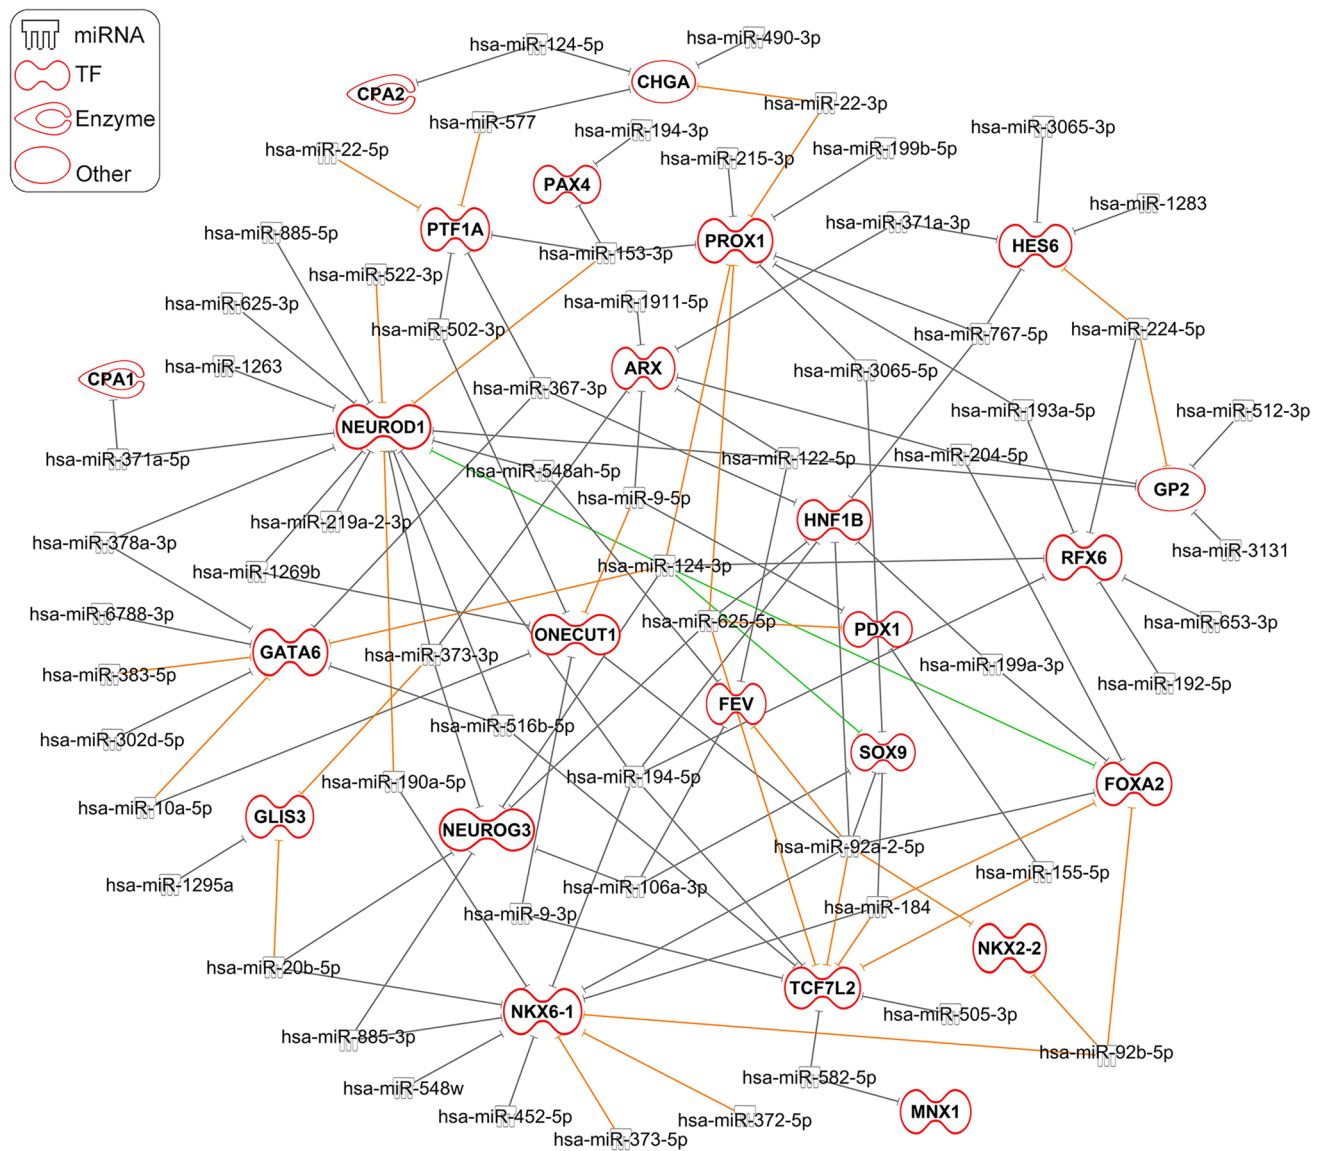 miRNA
TF
Enzyme
Other
hsa-miR-124-5p
hsa-miR-490-3p
CHGA
CPA2
hsa-miR-22-3p
hsa-miR-577
hsa-miR-194-3p
hsa-miR-3065-3p
hsa-miR-22-5p
hsa-miR-215-3p
hsa-miR-199b-5p
PAX4
hsa-miR-1283
hsa-miR-371a-3p
PTF1A
hsa-miR-885-5p
PROX1
HES6
hsa-miR-153-3p
hsa-miR-522-3p
hsa-miR-625-3p
hsa-miR-1911-5p
hsa-miR-502-3p
hsa-miR-767-5p
hsa-miR-224-5p
hsa-miR-1263
ARX
hsa-miR-3065-5p
CPA1
hsa-miR-367-3p
hsa-miR-193a-5p
hsa-miR-512-3p
NEUROD1
hsa-miR-371a-5p
hsa-miR-548ah-5p
hsa-miR-122-5p
hsa-miR-204-5p
GP2
hsa-miR-9-5p
hsa-miR-219a-2-3p
HNF1B
hsa-miR-378a-3p
hsa-miR-3131
RFX6
hsa-miR-1269b
hsa-miR-124-3p
hsa-miR-6788-3p
hsa-miR-625-5p
hsa-miR-653-3p
PDX1
ONECUT1
GATA6
hsa-miR-373-3p
hsa-miR-199a-3p
hsa-miR-383-5p
hsa-miR-192-5p
FEV
hsa-miR-516b-5p
hsa-miR-302d-5p
SOX9
hsa-miR-194-5p
hsa-miR-190a-5p
FOXA2
hsa-miR-10a-5p
GLIS3
NEUROG3
hsa-miR-92a-2-5p
hsa-miR-155-5p
hsa-miR-1295a
hsa-miR-106a-3p
hsa-miR-184
hsa-miR-9-3p
NKX2-2
hsa-miR-20b-5p
TCF7L2
NKX6-1
hsa-miR-505-3p
hsa-miR-885-3p
hsa-miR-92b-5p
hsa-miR-582-5p
hsa-miR-548w
MNX1
hsa-miR-452-5p
hsa-miR-372-5p
hsa-miR-373-5p